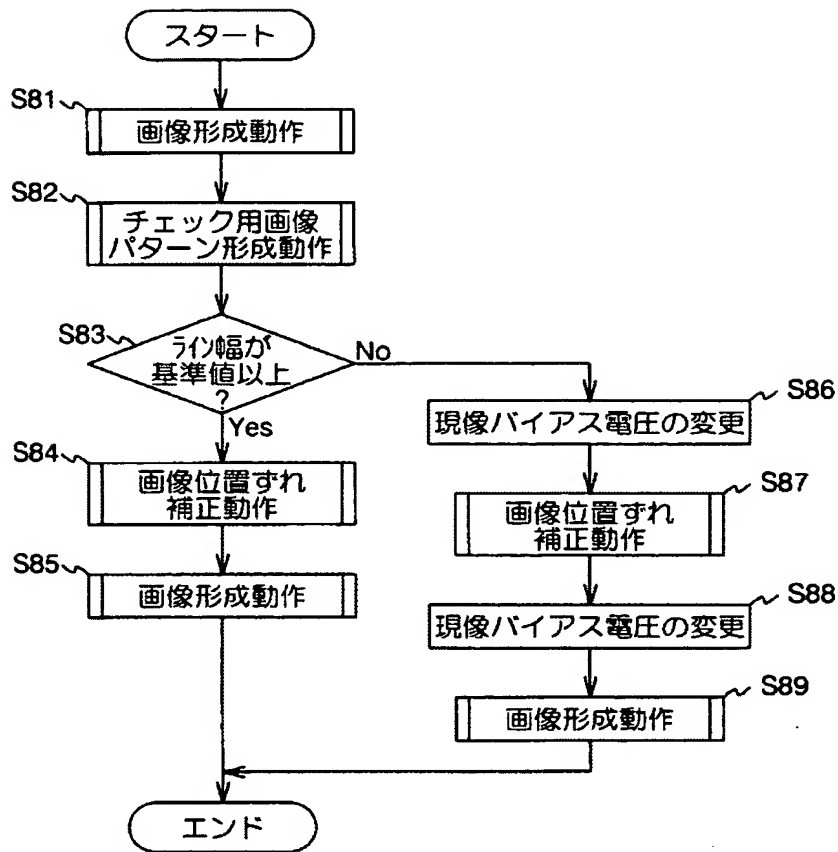 スタート
S81
画像形成動作
S82
チェック用画像
パターン形成動作
S83
ライン幅が
基準値以上
?
No
Yes
S84
画像位置ずれ
補正動作
S85
画像形成動作
S86
現像バイアス電圧の変更
S87
画像位置ずれ
補正動作
S88
現像バイアス電圧の変更
S89
画像形成動作
エンド